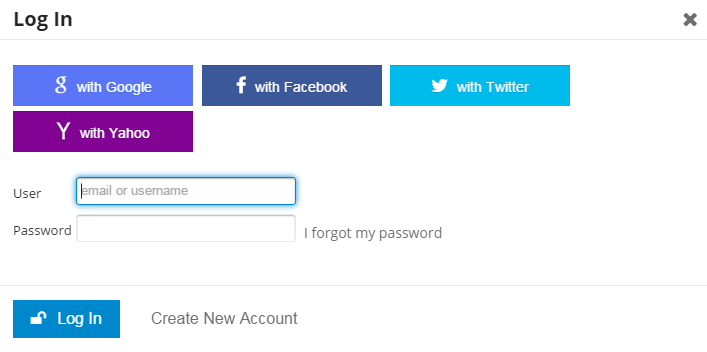 Log In
with Google with Facebook with Twitter
with Yahoo
User email or username
Password I forgot my password
Log In Create New Account